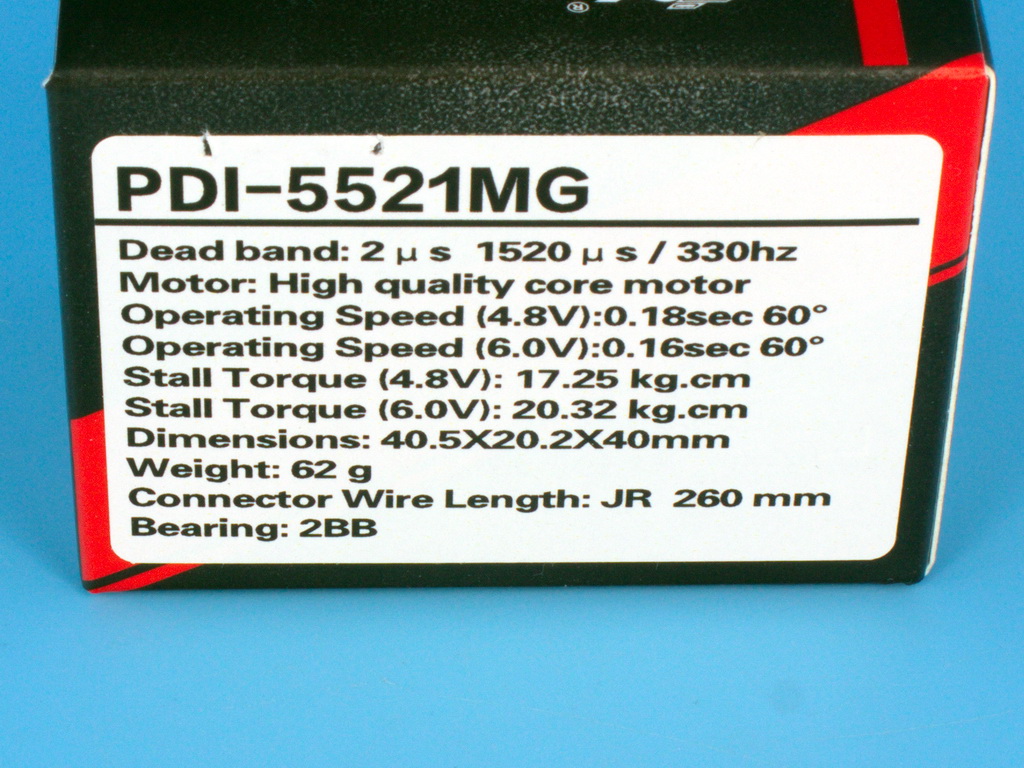 ®
PDI-5521MG
Dead band: 2 μ s  1520 μ s / 330hz
Motor: High quality core motor
Operating Speed (4.8V):0.18sec 60°
Operating Speed (6.0V):0.16sec 60°
Stall Torque (4.8V): 17.25 kg.cm
Stall Torque (6.0V): 20.32 kg.cm
Dimensions: 40.5X20.2X40mm
Weight: 62 g
Connector Wire Length: JR  260 mm
Bearing: 2BB